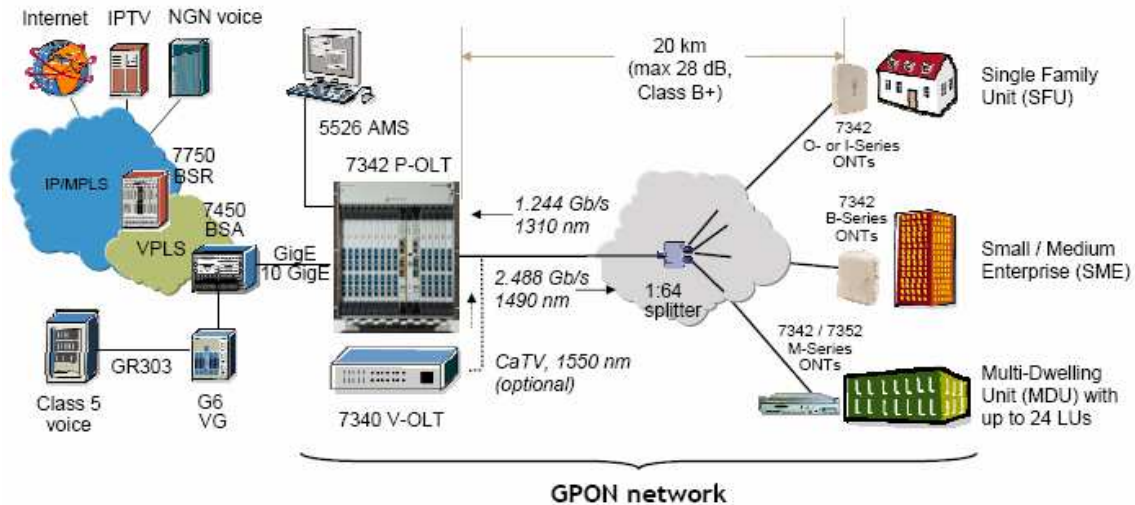 Internet
IPTV
NGN voice
5526 AMS
20 km
(max 28 dB,
Class B+)
Single Family
Unit (SFU)
7342
O- or I-Series
ONTs
7750
BSR
IP/MPLS
7342 P-OLT
7450
BSA
VPLS
GigE
10 GigE
1.244 Gb/s
1310 nm
2.488 Gb/s
1490 nm
1:64
splitter
7342
B-Series
ONTs
Small / Medium
Enterprise (SME)
7342 / 7352
M-Series
ONTs
Multi-Dwelling
Unit (MDU) with
up to 24 LUs
GR303
Class 5
voice
G6
VG
CaTV, 1550 nm
(optional)
7340 V-OLT
GPON network